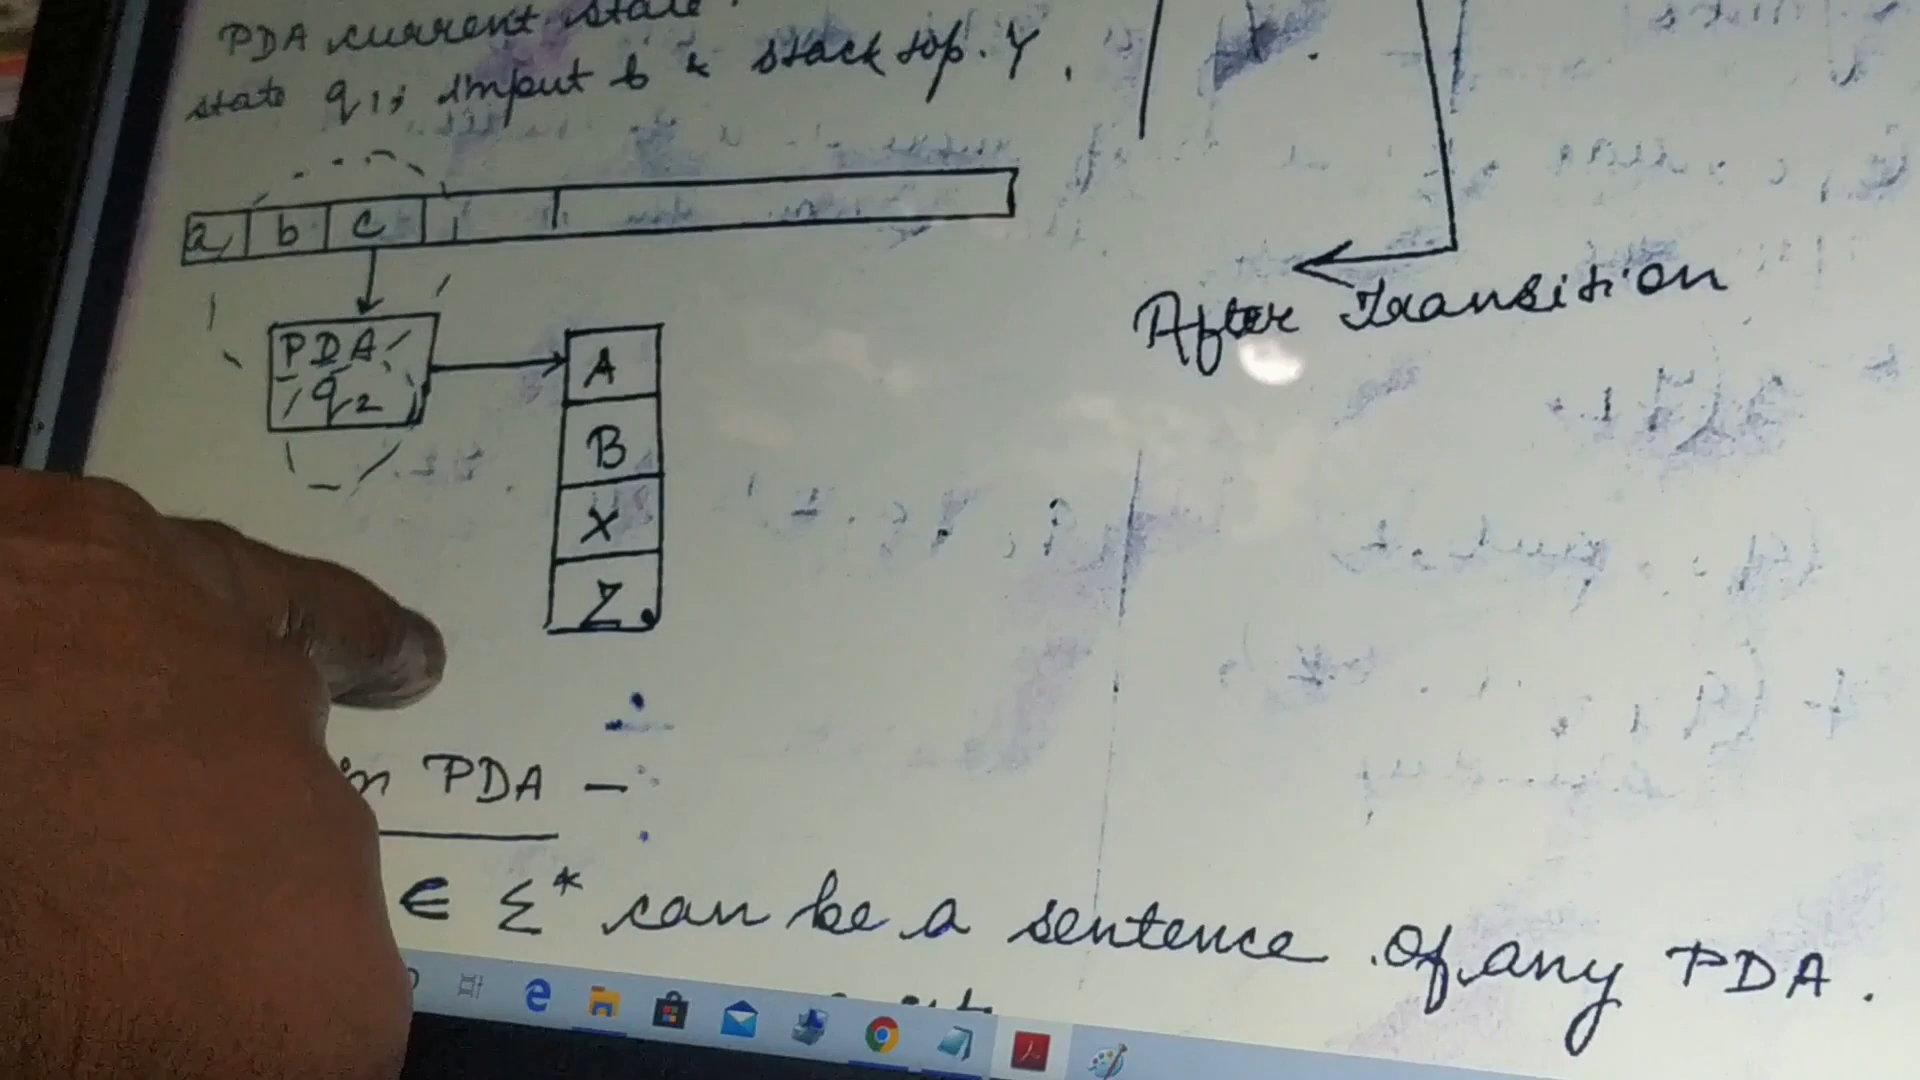 PDA current state
state q1, input b & stack top. Y.
a b c
After Transition
PDA
q2
A
B
X
Z
in PDA —
∈ Σ* can be a sentence of any PDA.